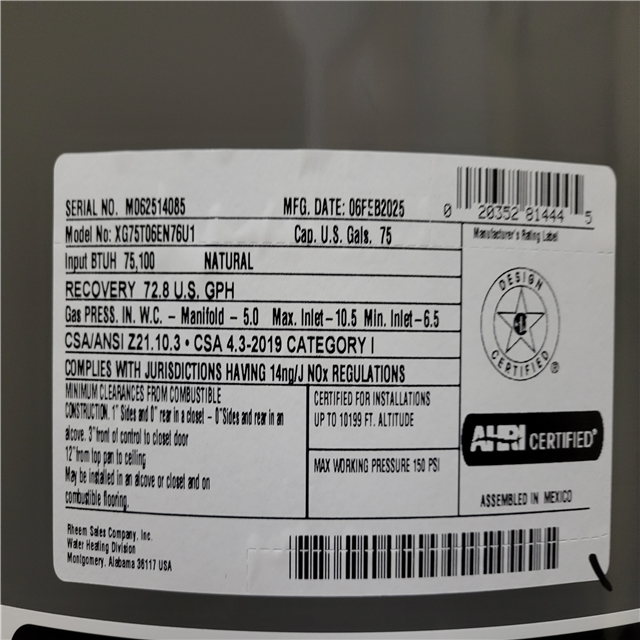 SERIAL NO. M062514085 MFG. DATE: 06FEB2025
0 20352 81444 5
Model No: XG75T06EN76U1 Cap. U.S. Gals. 75
Manufacturer's Rating Label
Input BTUH 75,100 NATURAL
RECOVERY 72.8 U.S. GPH
Gas PRESS. IN. W.C. - Manifold - 5.0 Max. Inlet-10.5 Min. Inlet-6.5
CSA/ANSI Z21.10.3 • CSA 4.3-2019 CATEGORY I
COMPLIES WITH JURISDICTIONS HAVING 14ng/J NOx REGULATIONS
DESIGN
CERTIFIED
®
MINIMUM CLEARANCES FROM COMBUSTIBLE
CONSTRUCTION. 1" Sides and 0" rear in a closet - 0" Sides and rear in an
alcove. 3" front of control to closet door
12" from top pan to ceiling
May be installed in an alcove or closet and on
combustible flooring.
CERTIFIED FOR INSTALLATIONS
UP TO 10199 FT. ALTITUDE
MAX WORKING PRESSURE 150 PSI
AHRI CERTIFIED®
ASSEMBLED IN MEXICO
Rheem Sales Company, Inc.
Water Heating Division
Montgomery, Alabama 36117 USA